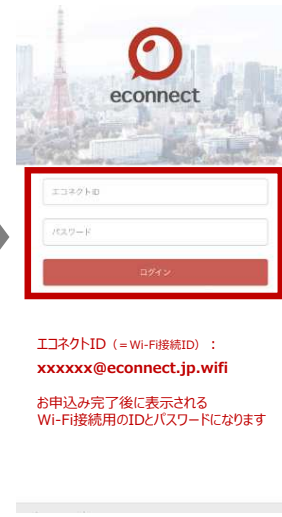 econnect
エコネクトID
パスワード
ログイン
エコネクトID（＝Wi-Fi接続ID）：
xxxxxx@econnect.jp.wifi
お申込み完了後に表示される
Wi-Fi接続用のIDとパスワードになります